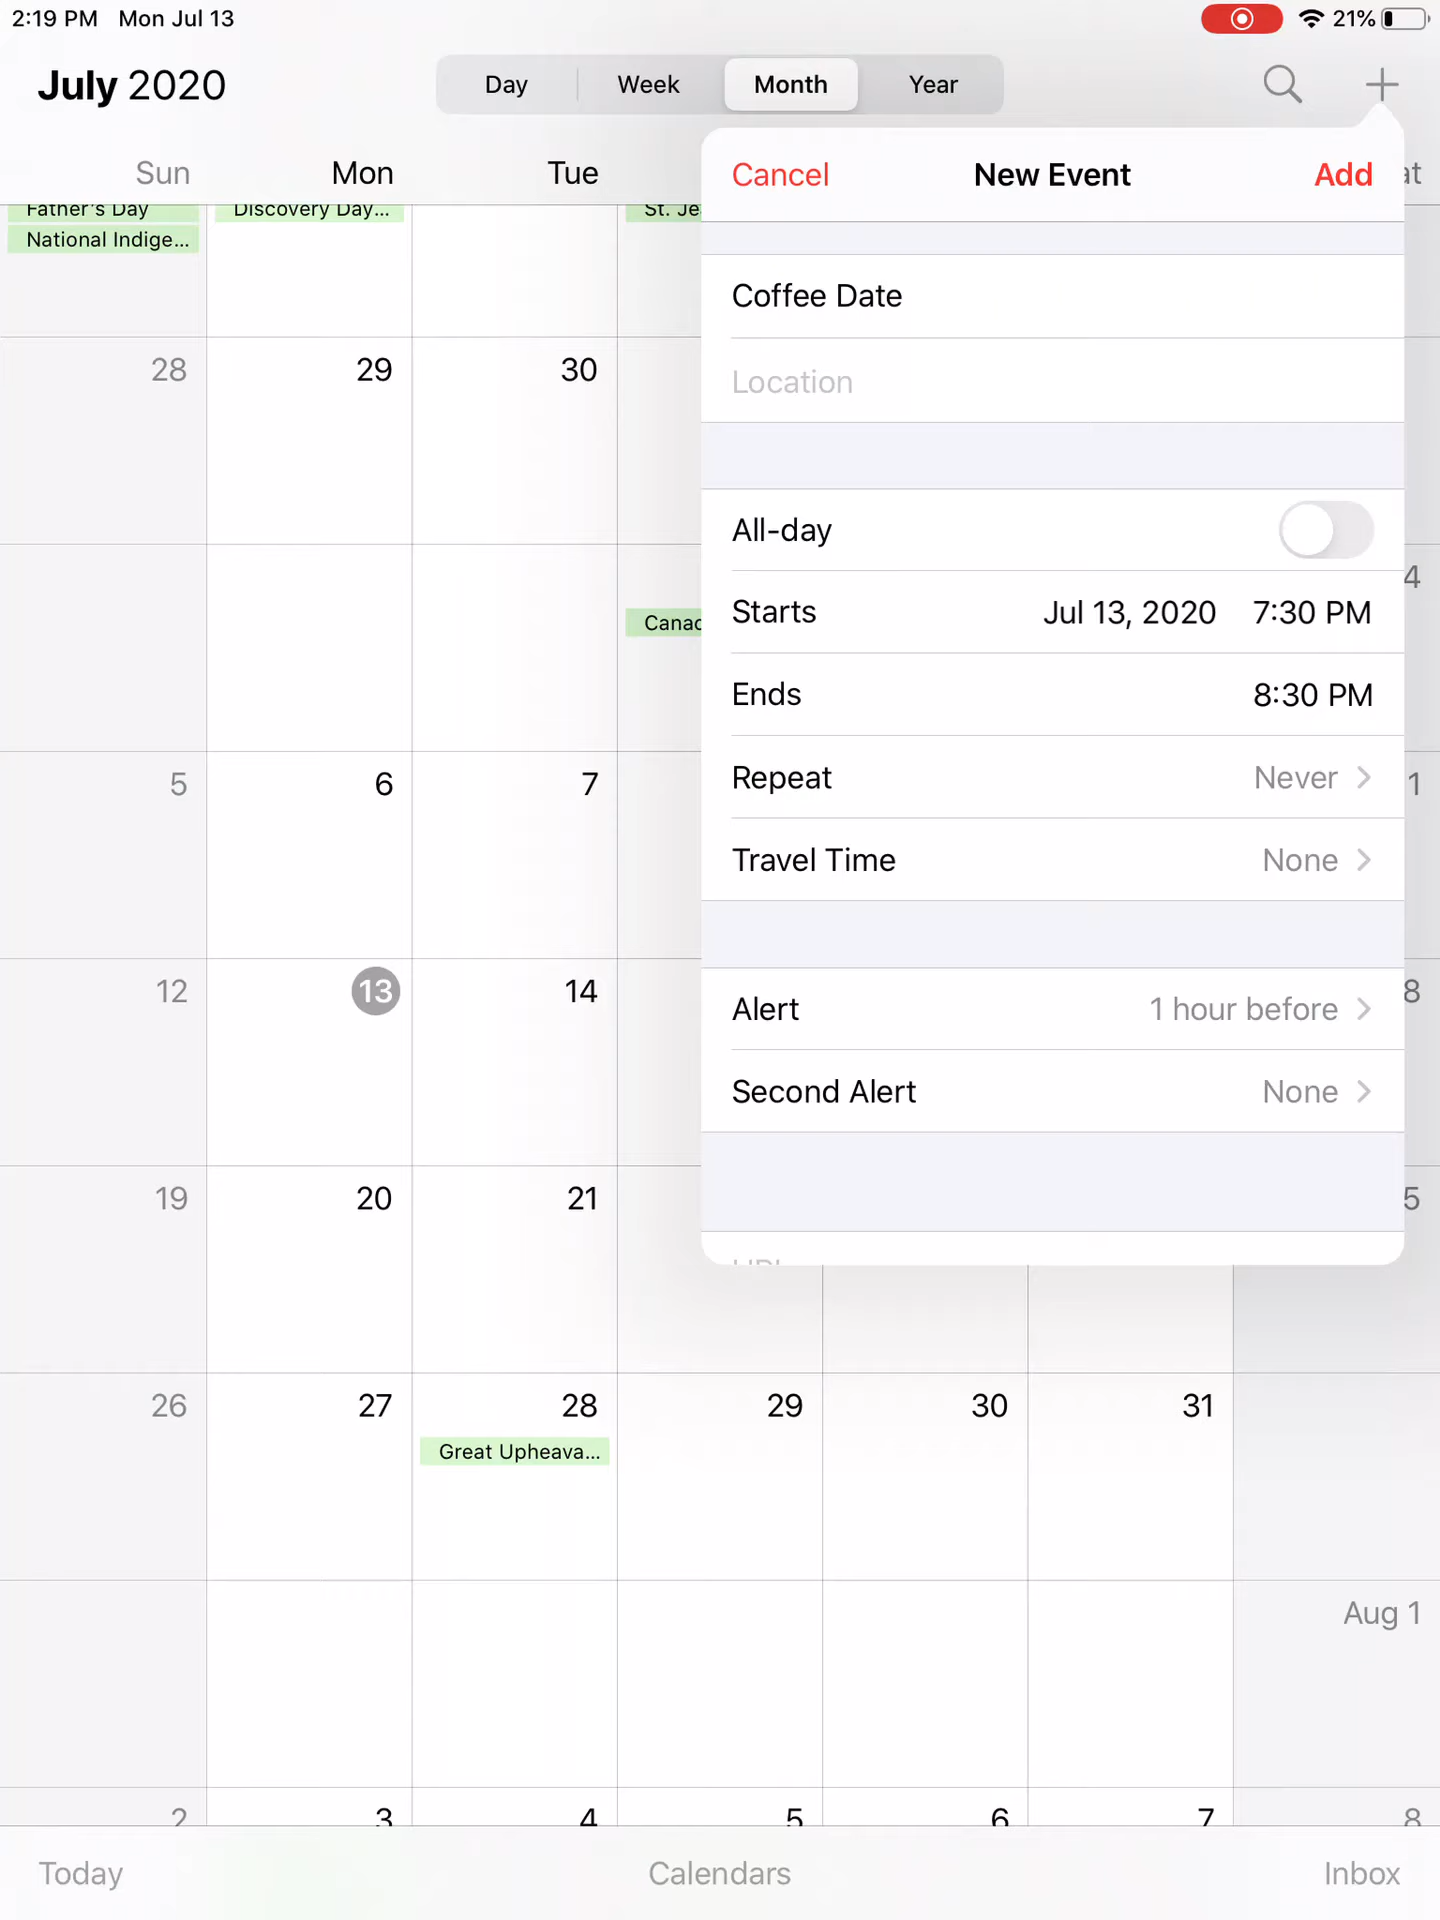 2:19 PM Mon Jul 13 21%
July 2020 Day Week Month Year
Cancel New Event Add
Sun Mon Tue at
Father's Day Discovery Day... St. Je
National Indige...
Coffee Date
Location
28 29 30
All-day
4
Starts Jul 13, 2020 7:30 PM
Canad
Ends 8:30 PM
Repeat Never
5 6 7 1
Travel Time None
12 13 14 8
Alert 1 hour before
Second Alert None
19 20 21 5
URL
26 27 28 29 30 31
Great Upheava...
Aug 1
2 3 4 5 6 7 8
Today Calendars Inbox